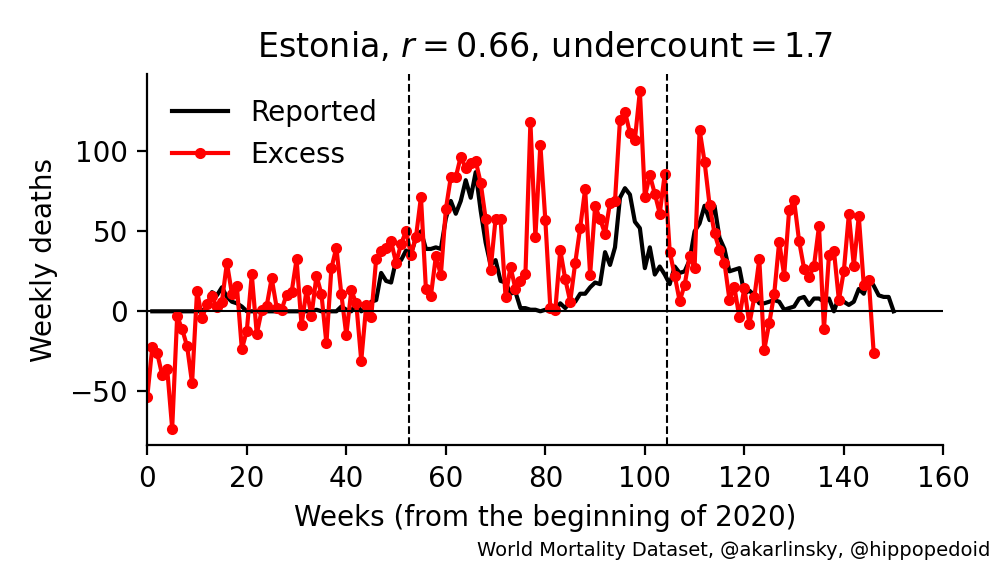 Estonia, r = 0.66, undercount = 1.7
Reported
Excess
Weekly deaths
100
50
0
−50
0 20 40 60 80 100 120 140 160
Weeks (from the beginning of 2020)
World Mortality Dataset, @akarlinsky, @hippopedoid